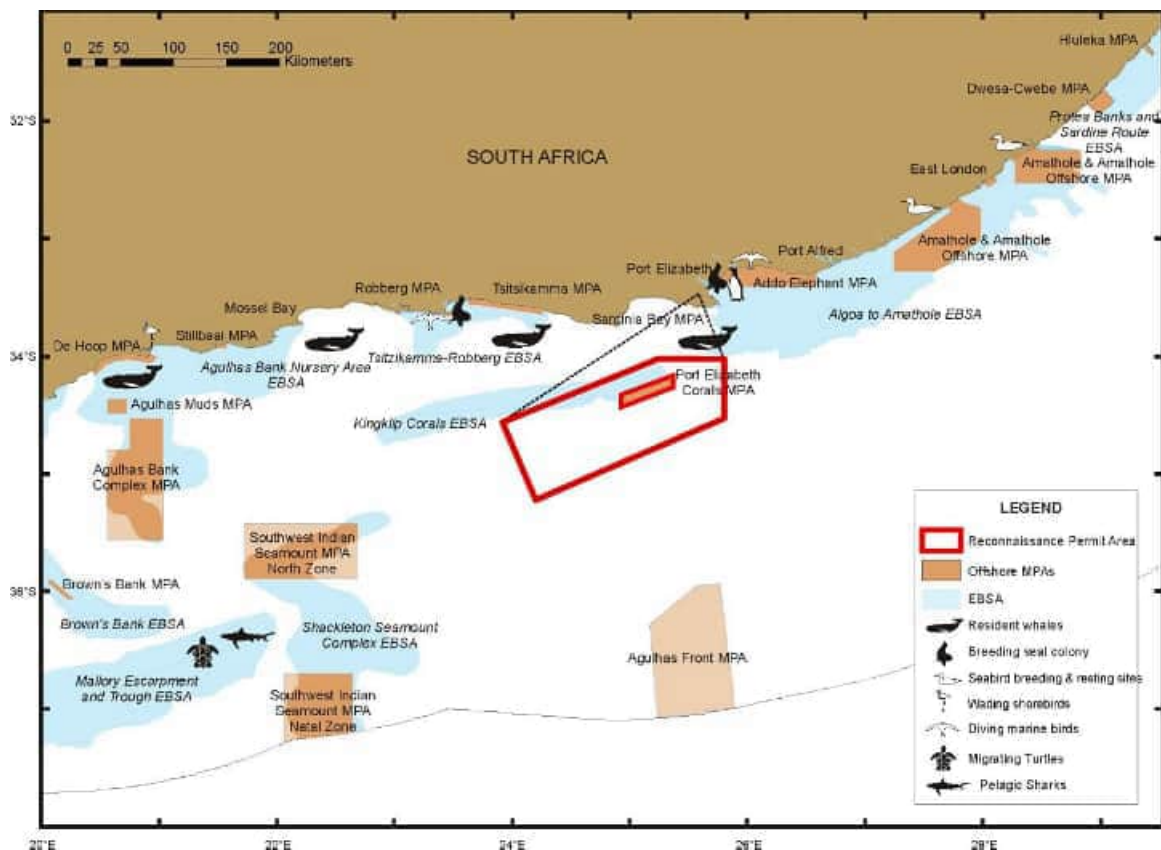 0 25 50 100 150 200
Kilometers
Hluleka MPA
Dwesa-Cwebe MPA
32°S
Protea Banks and
Sardine Route
EBSA
SOUTH AFRICA
East London
Amathole & Amathole
Offshore MPA
Port Alfred
Amathole & Amathole
Offshore MPA
Port Elizabeth
Addo Elephant MPA
Robberg MPA
Tsitsikamma MPA
Mossel Bay
Sardinia Bay MPA
Algoa to Amathole EBSA
Stillbaai MPA
De Hoop MPA
34°S
Tsitzikamma-Robberg EBSA
Agulhas Bank Nursery Area
EBSA
Port Elizabeth
Corals MPA
Agulhas Muds MPA
Kingklip Corals EBSA
Agulhas Bank
Complex MPA
LEGEND
Reconnaissance Permit Area
Offshore MPAs
EBSA
Resident whales
Breeding seal colony
Seabird breeding & resting sites
Wading shorebirds
Diving marine birds
Migrating Turtles
Pelagic Sharks
Southwest Indian
Seamount MPA
North Zone
36°S
Brown's Bank MPA
Brown's Bank EBSA
Shackleton Seamount
Complex EBSA
Agulhas Front MPA
Mallory Escarpment
and Trough EBSA
Southwest Indian
Seamount MPA
Natal Zone
20°E 22°E 24°E 26°E 28°E